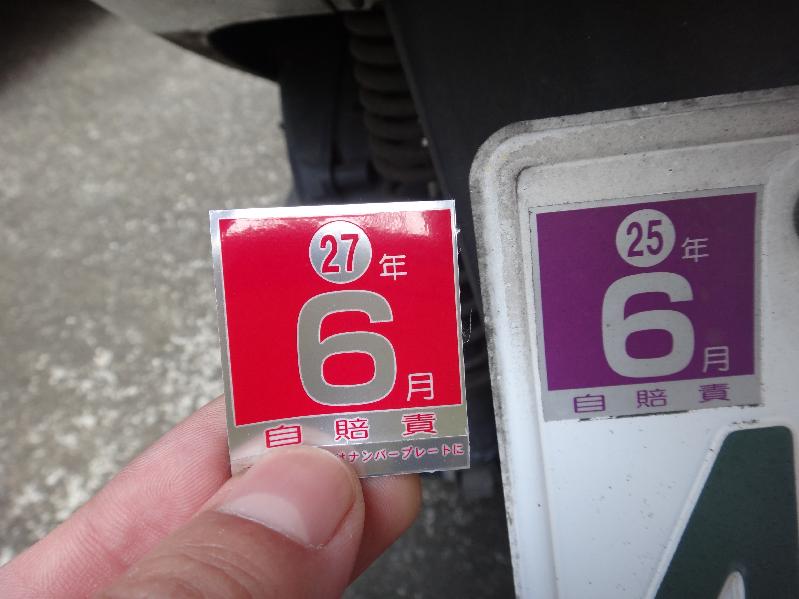 27年
6月
自賠責
ナンバープレートに
25年
6月
自賠責